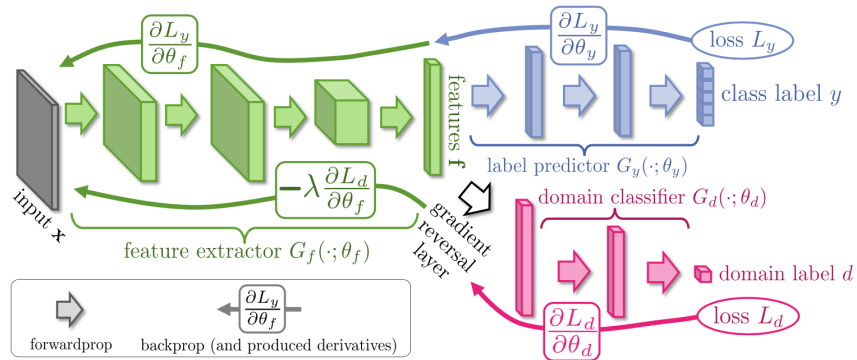 ∂L_y/∂θ_f
∂L_y/∂θ_y
loss L_y
features f
class label y
label predictor G_y(·;θ_y)
input x
−λ ∂L_d/∂θ_f
feature extractor G_f(·;θ_f)
gradient
reversal
layer
domain classifier G_d(·;θ_d)
domain label d
∂L_d/∂θ_d
loss L_d
forwardprop
∂L_y/∂θ_f
backprop (and produced derivatives)